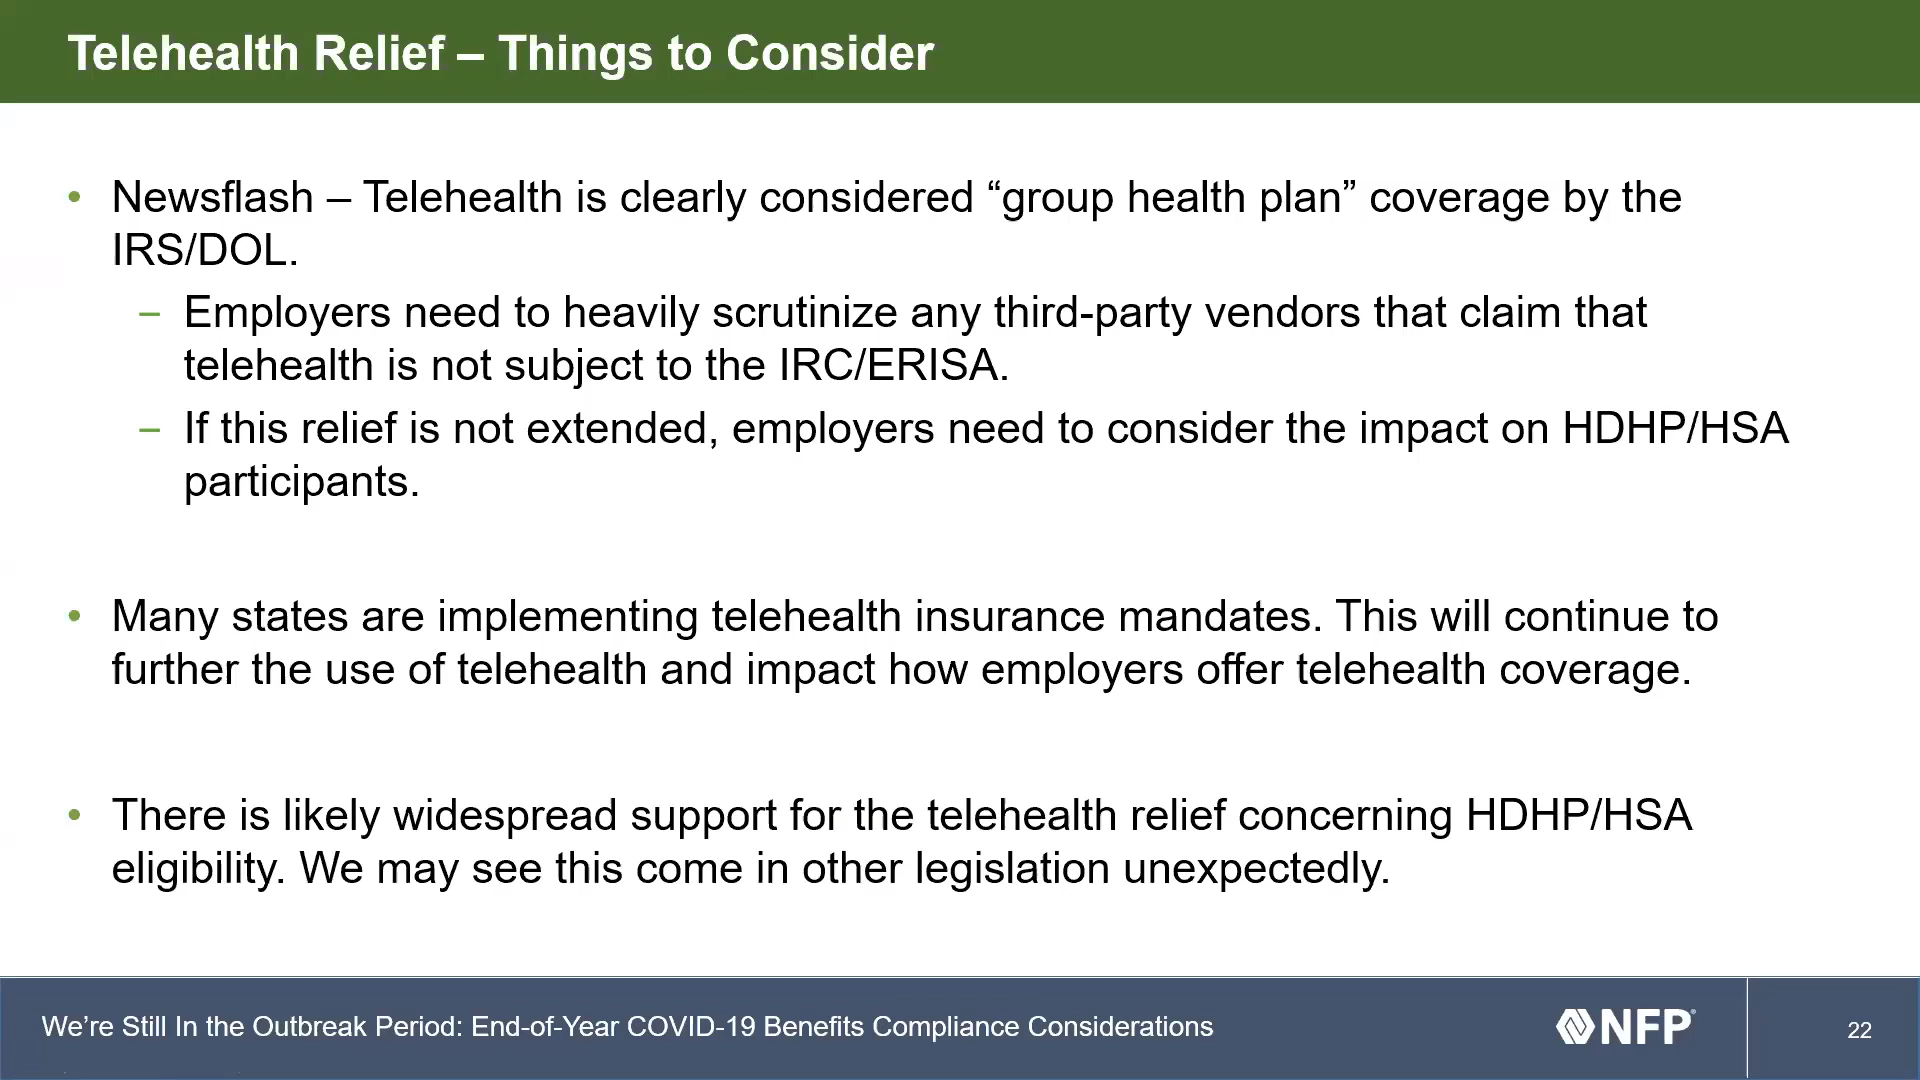 Telehealth Relief – Things to Consider
• Newsflash – Telehealth is clearly considered “group health plan” coverage by the
IRS/DOL.
– Employers need to heavily scrutinize any third-party vendors that claim that
telehealth is not subject to the IRC/ERISA.
– If this relief is not extended, employers need to consider the impact on HDHP/HSA
participants.
• Many states are implementing telehealth insurance mandates. This will continue to
further the use of telehealth and impact how employers offer telehealth coverage.
• There is likely widespread support for the telehealth relief concerning HDHP/HSA
eligibility. We may see this come in other legislation unexpectedly.
We’re Still In the Outbreak Period: End-of-Year COVID-19 Benefits Compliance Considerations
NFP®
22